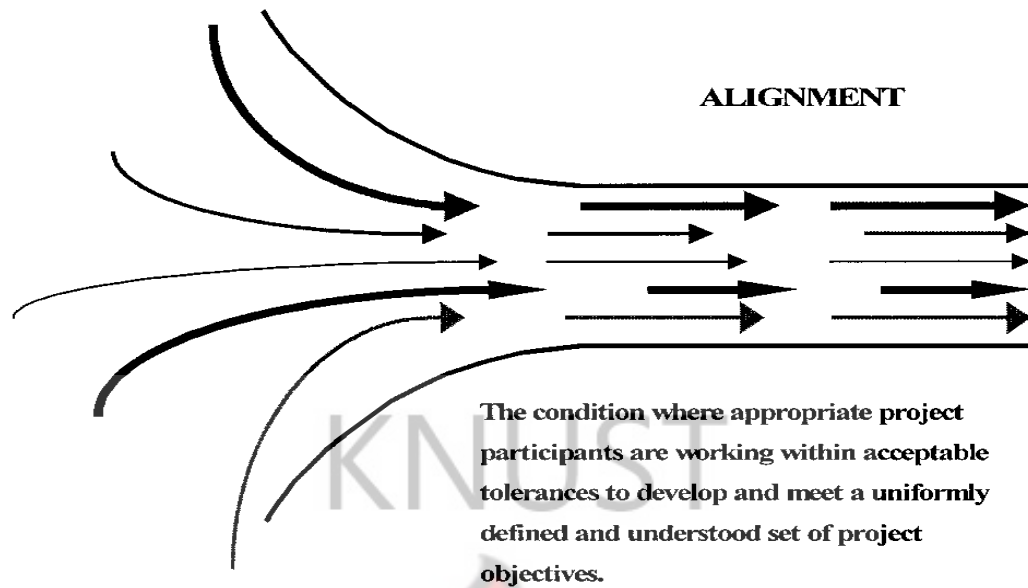 ALIGNMENT
The condition where appropriate project
participants are working within acceptable
tolerances to develop and meet a uniformly
defined and understood set of project
objectives.
KNUST